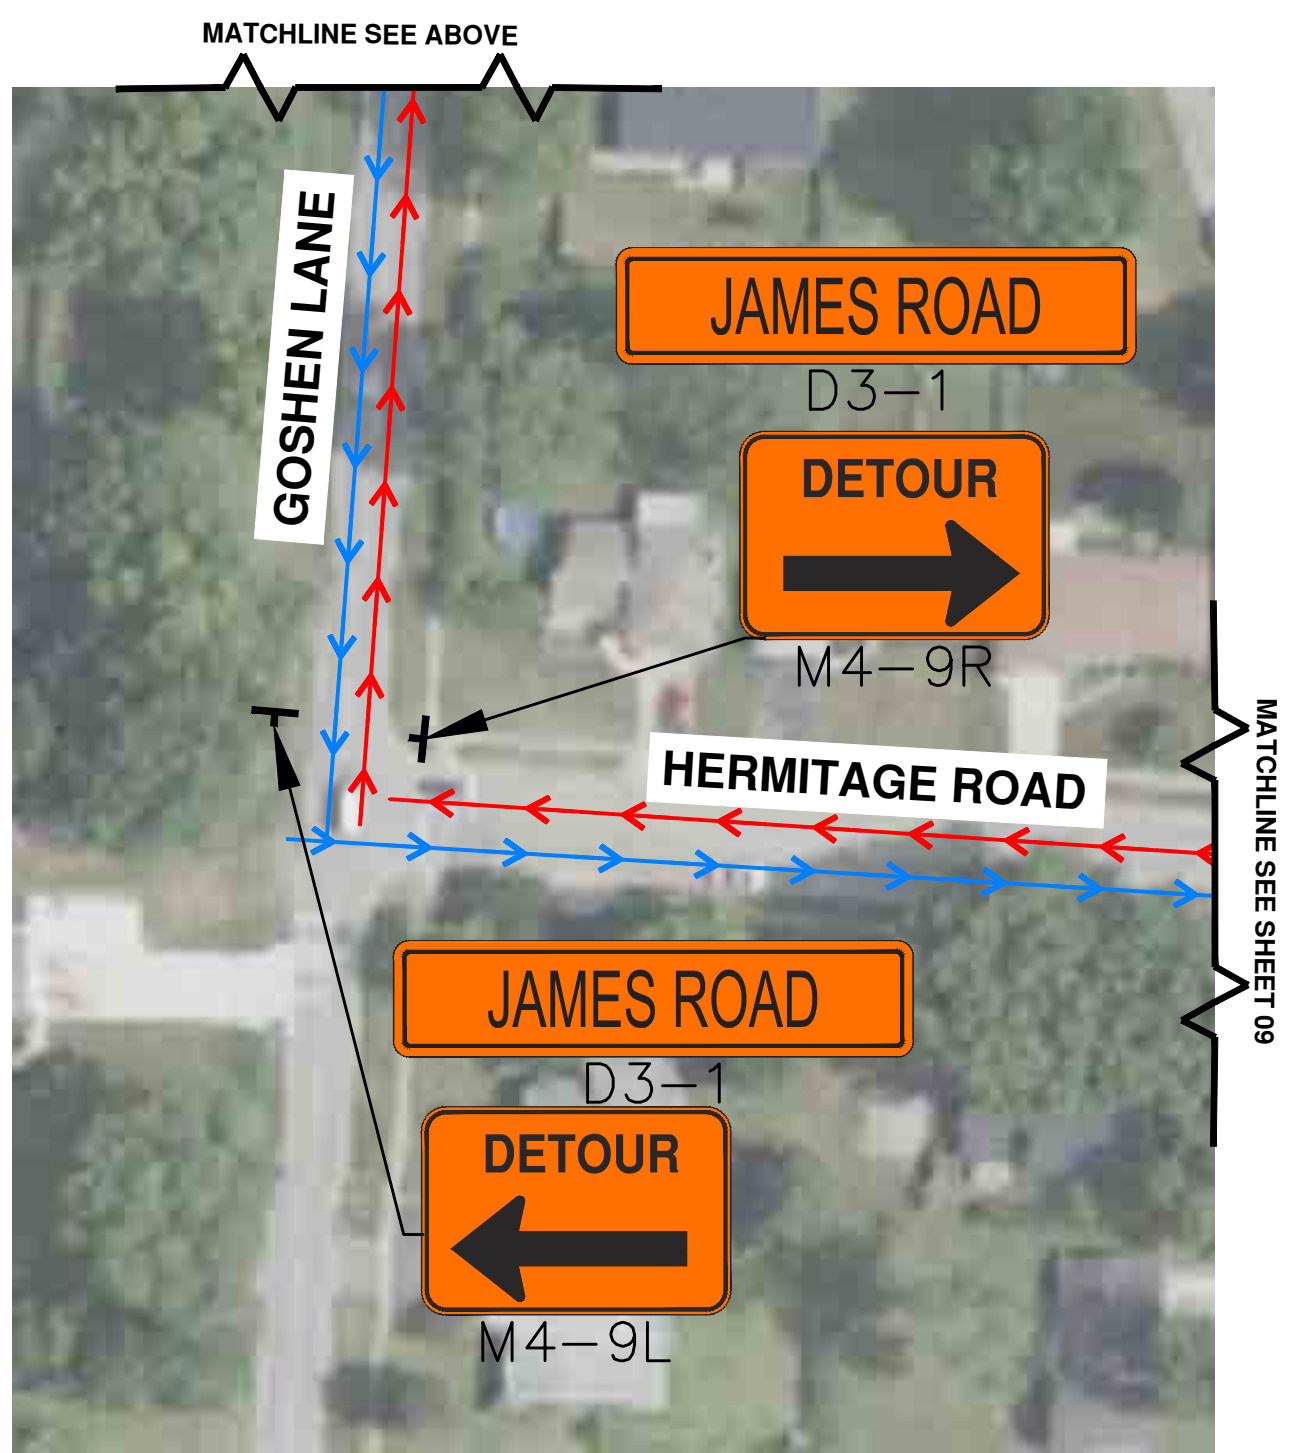 MATCHLINE SEE ABOVE
GOSHEN LANE
JAMES ROAD
D3-1
DETOUR
M4-9R
HERMITAGE ROAD
MATCHLINE SEE SHEET 09
JAMES ROAD
D3-1
DETOUR
M4-9L